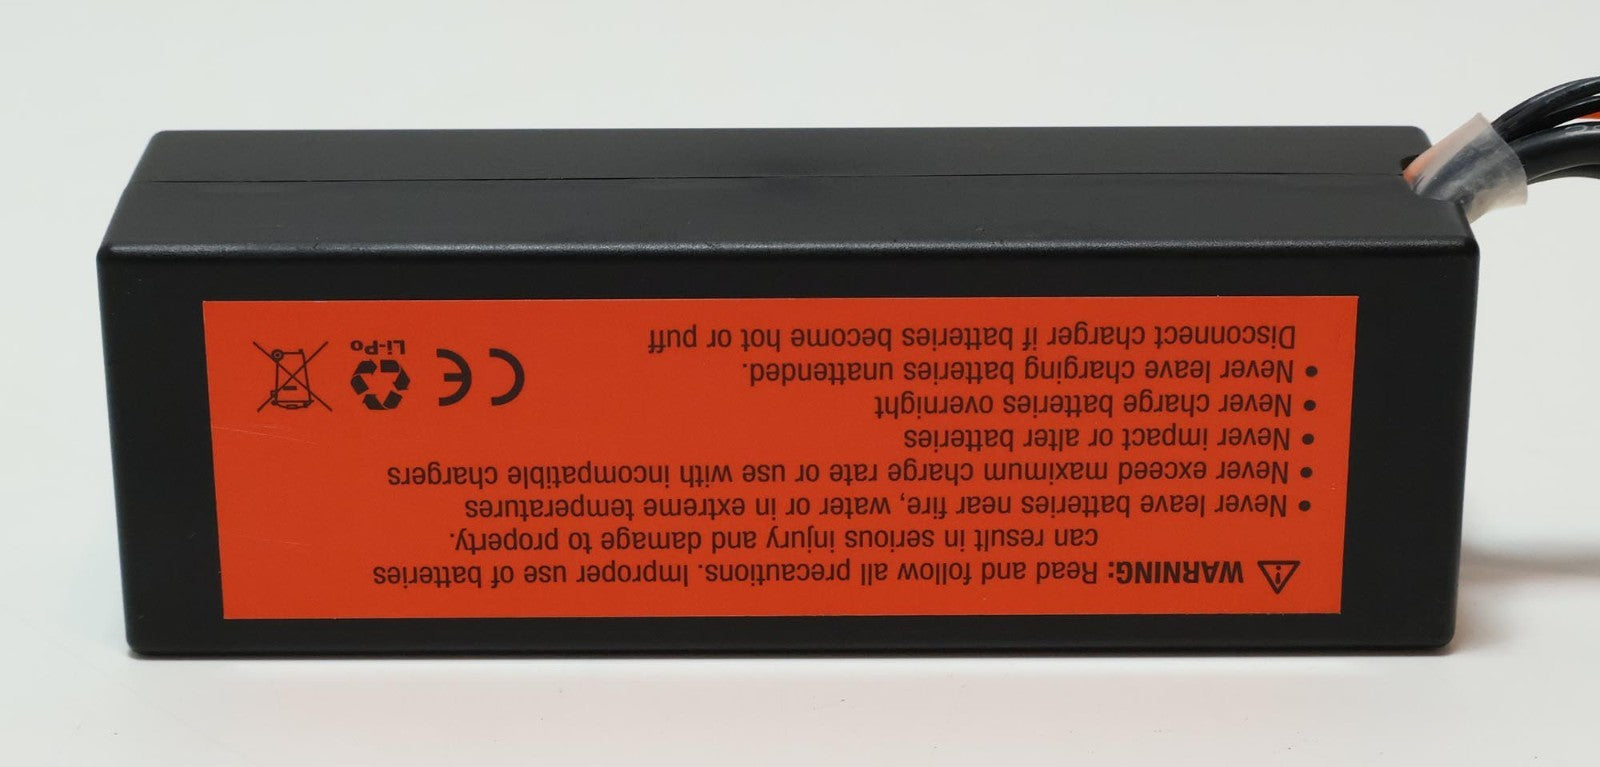 WARNING: Read and follow all precautions. Improper use of batteries
can result in serious injury and damage to property.
• Never leave batteries near fire, water or in extreme temperatures
• Never exceed maximum charge rate or use with incompatible chargers
• Never impact or alter batteries
• Never charge batteries overnight
• Never leave charging batteries unattended.
Disconnect charger if batteries become hot or puff
CE
Li-Po